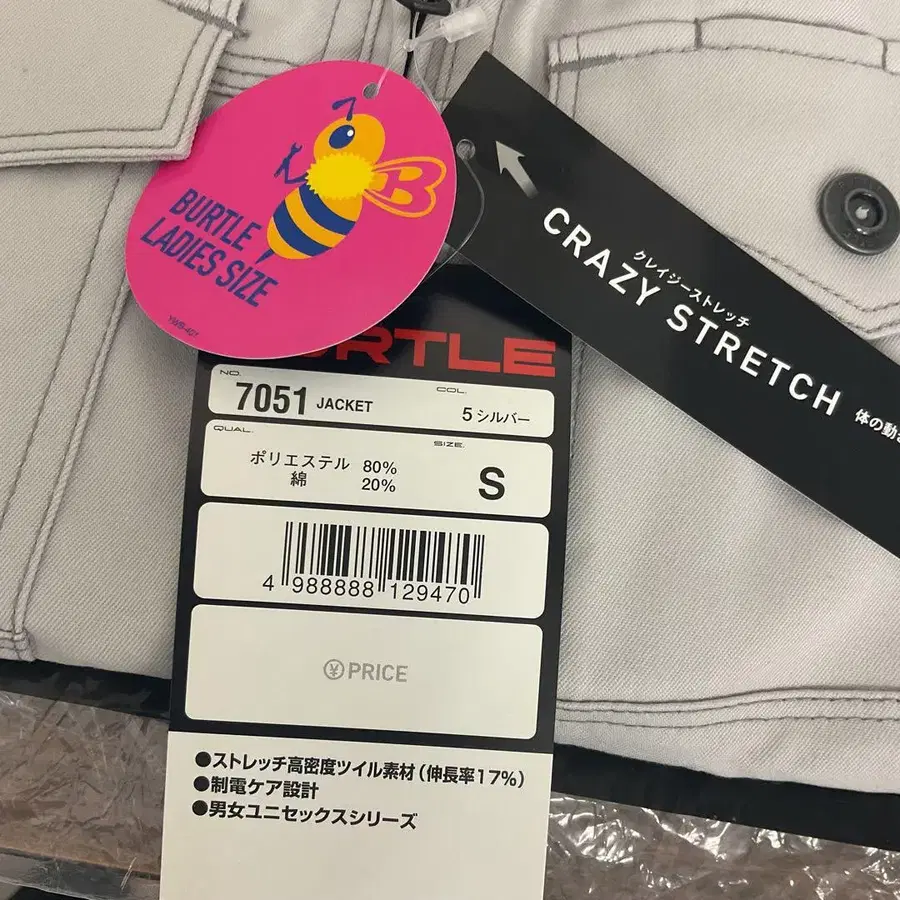 BURTLE
LADIES SIZE
B
YWS-421
CRAZY STRETCH
クレイジーストレッチ
体の動き
URTLE
NO.
7051 JACKET
COL.
5 シルバー
QUAL.
ポリエステル 80%
綿 20%
SIZE.
S
4 988888 129470
¥ PRICE
●ストレッチ高密度ツイル素材(伸長率17%)
●制電ケア設計
●男女ユニセックスシリーズ